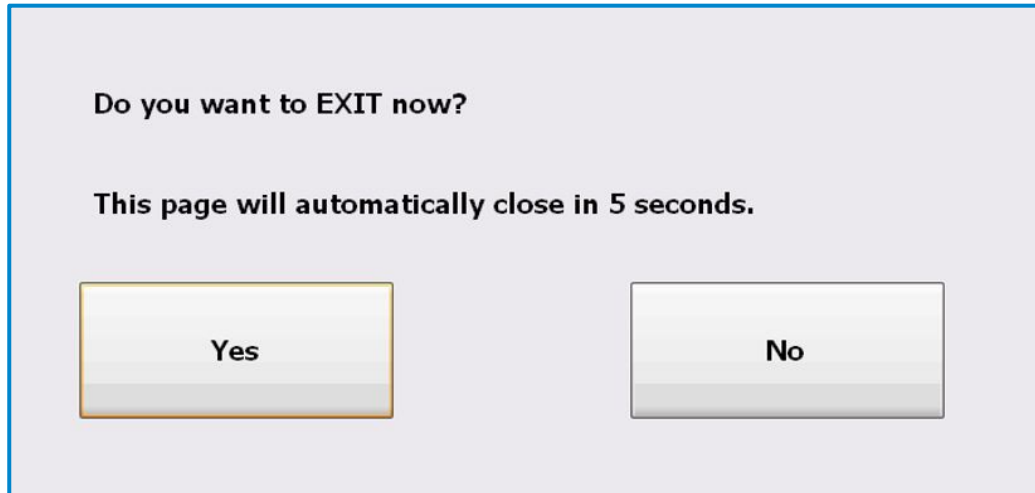 Do you want to EXIT now?
This page will automatically close in 5 seconds.
Yes
No